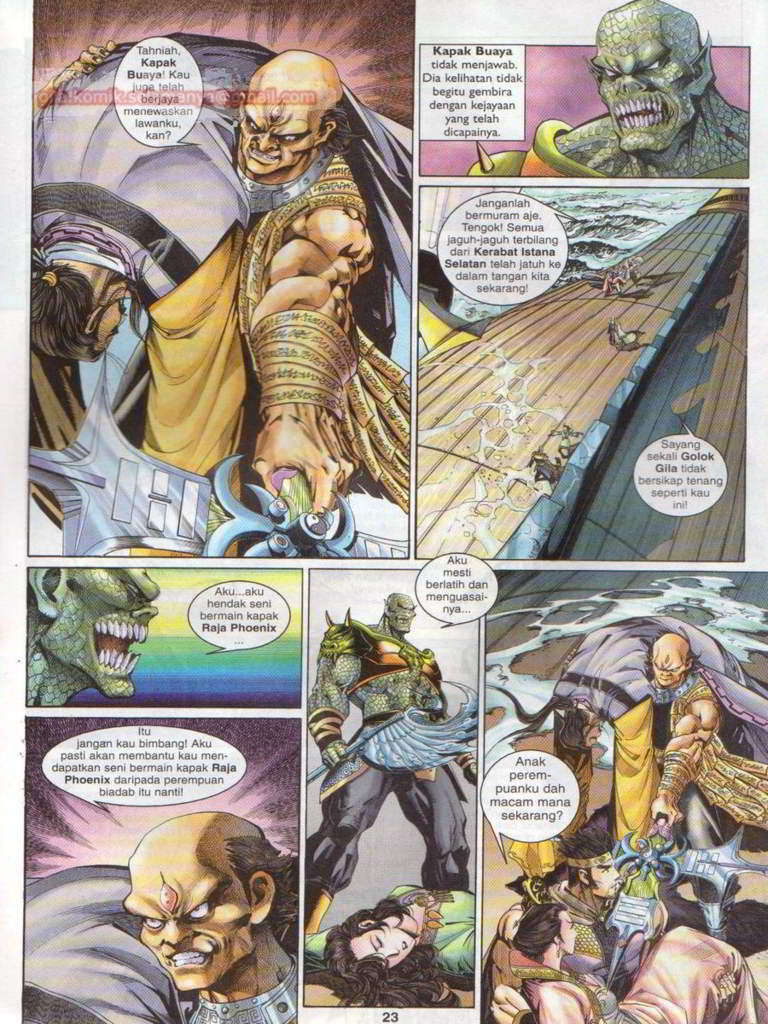 Tahniah,
Kapak
Buaya! Kau
juga telah
berjaya
menewaskan
lawanku,
kan?
Kapak Buaya
tidak menjawab.
Dia kelihatan tidak
begitu gembira
dengan kejayaan
yang telah
dicapainya.
Janganlah
bermuram aje.
Tengok! Semua
jaguh-jaguh terbilang
dari Kerabat Istana
Selatan telah jatuh ke
dalam tangan kita
sekarang!
Sayang
sekali Golok
Gila tidak
bersikap tenang
seperti kau
ini!
Aku...aku
hendak seni
bermain kapak
Raja Phoenix
...
Aku
mesti
berlatih dan
menguasai-
nya...
Itu
jangan kau bimbang! Aku
pasti akan membantu kau men-
dapatkan seni bermain kapak Raja
Phoenix daripada perempuan
biadab itu nanti!
Anak
perem-
puanku dah
macam mana
sekarang?
23